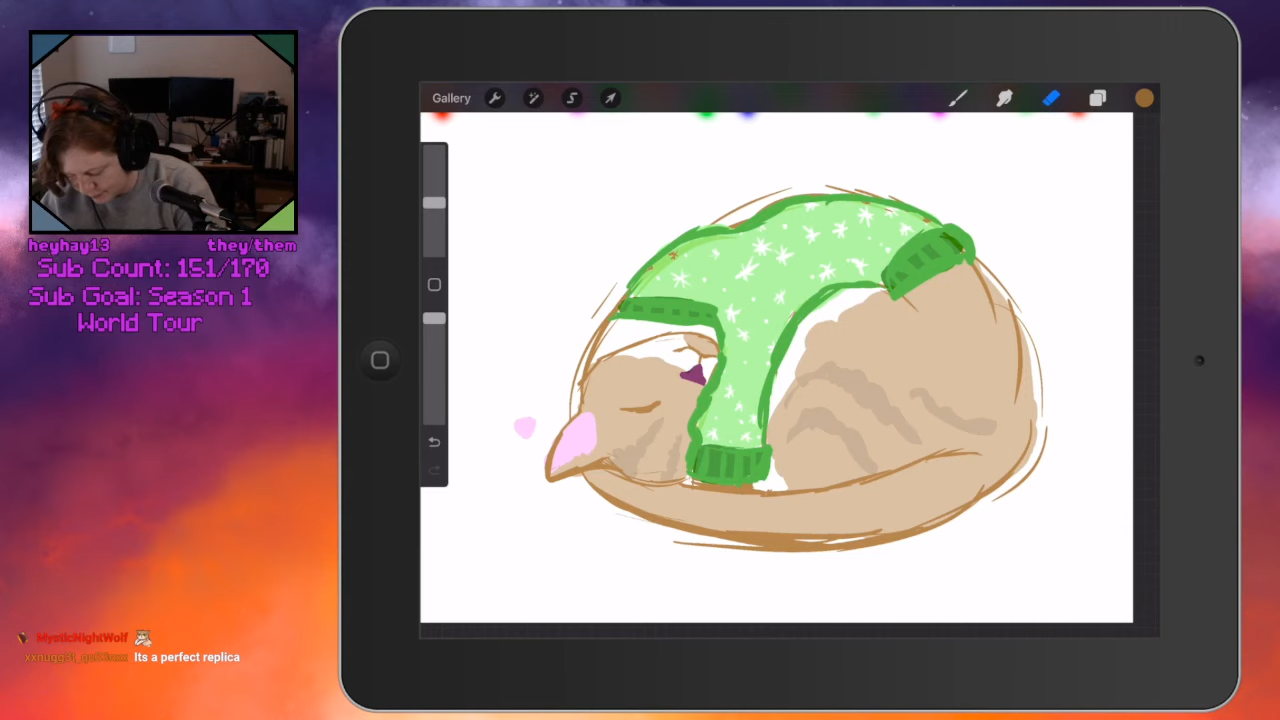 Gallery
heyhay13 they/them
Sub Count: 151/170
Sub Goal: Season 1
World Tour
MysticNightWolf
Its a perfect replica